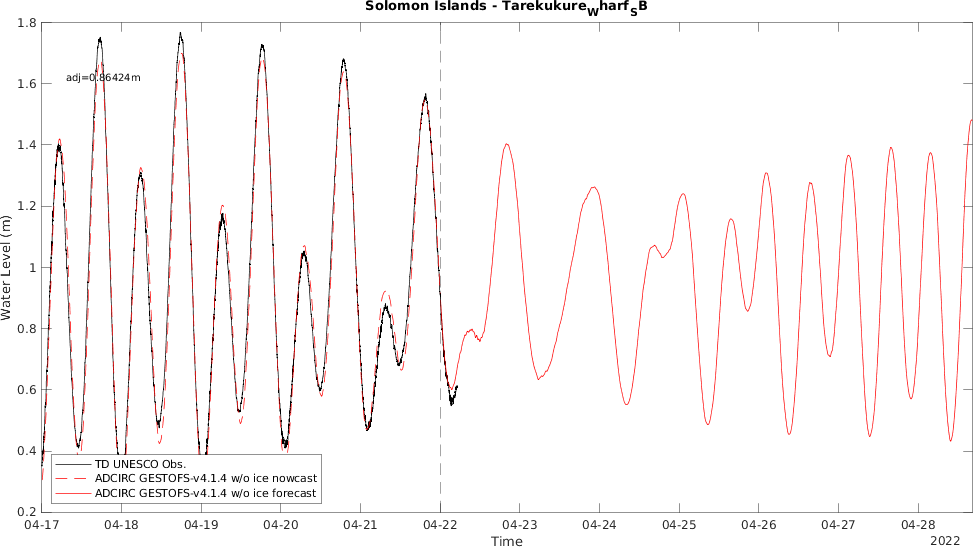 Solomon Islands - TarekukureWharfSB
1.8
1.6
1.4
1.2
1
0.8
0.6
0.4
0.2
Water Level (m)
adj=0.86424m
TD UNESCO Obs.
ADCIRC GESTOFS-v4.1.4 w/o ice nowcast
ADCIRC GESTOFS-v4.1.4 w/o ice forecast
04-17 04-18 04-19 04-20 04-21 04-22 04-23 04-24 04-25 04-26 04-27 04-28
Time
2022